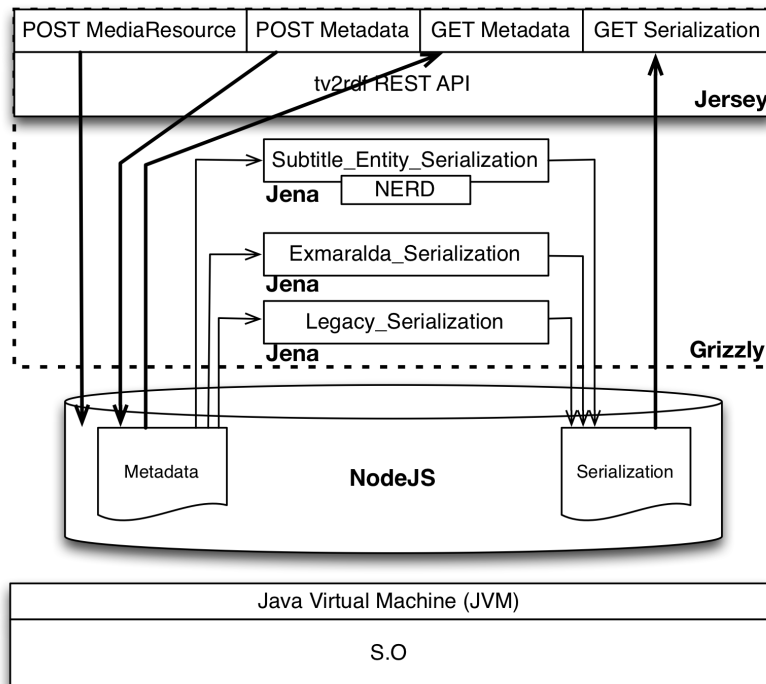 POST MediaResource
POST Metadata
GET Metadata
GET Serialization
tv2rdf REST API
Jersey
Subtitle_Entity_Serialization
NERD
Jena
Exmaralda_Serialization
Jena
Legacy_Serialization
Jena
Grizzly
Metadada
NodeJS
Serialization
Java Virtual Machine (JVM)
S.O